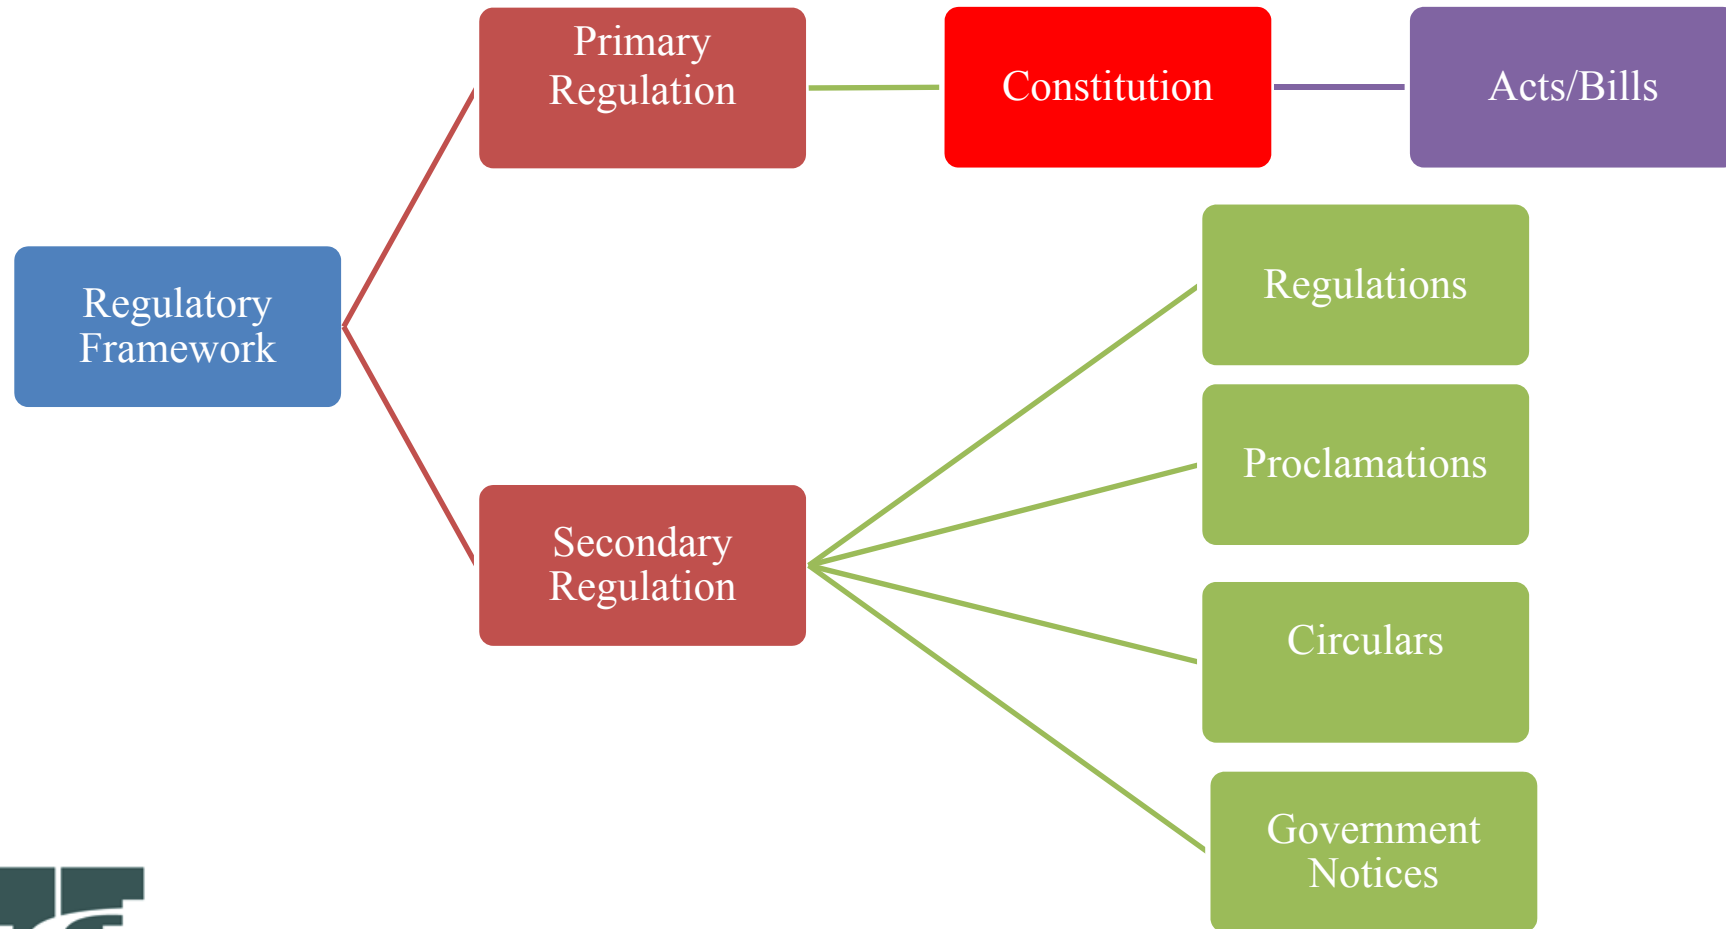 Primary
Regulation
Constitution
Acts/Bills
Regulatory
Framework
Regulations
Proclamations
Secondary
Regulation
Circulars
Government
Notices